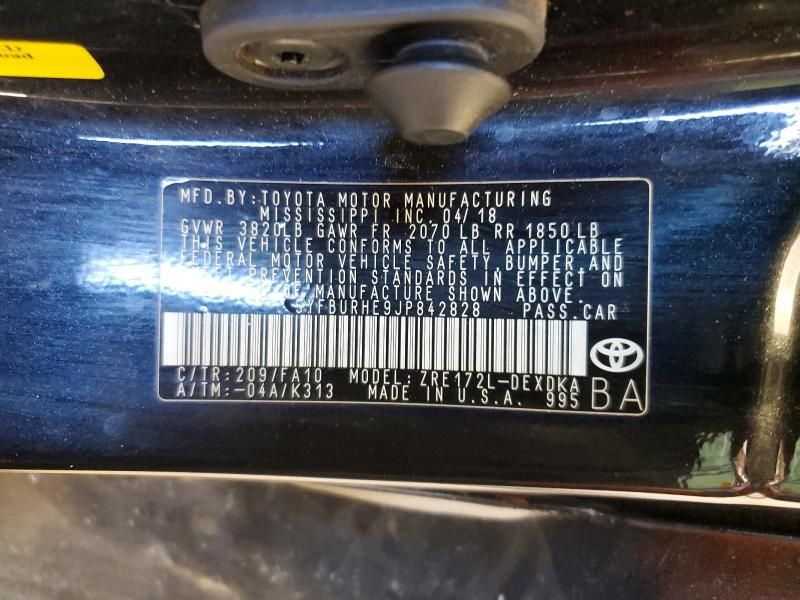 MFD. BY: TOYOTA MOTOR MANUFACTURING
MISSISSIPPI INC. 04/18
GVWR 3820LB GAWR FR 2070 LB RR 1850 LB
THIS VEHICLE CONFORMS TO ALL APPLICABLE
FEDERAL MOTOR VEHICLE SAFETY, BUMPER AND
PREVENTION STANDARDS IN EFFECT ON
OF MANUFACTURE SHOWN ABOVE.
5YFBURHE9JP842828 PASS. CAR
C/TR: 209/FA10 MODEL: ZRE172L-DEXDKA
A/TM: -04A/K313 MADE IN U.S.A. 995 BA